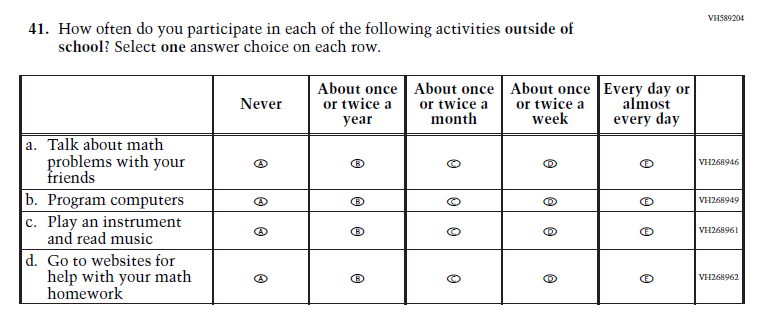 VH589204
41. How often do you participate in each of the following activities outside of
school? Select one answer choice on each row.
Never
About once or twice a year
About once or twice a month
About once or twice a week
Every day or almost every day
a. Talk about math
problems with your
friends
A B C D E VH268946
b. Program computers A B C D E VH268949
c. Play an instrument
and read music
A B C D E VH268961
d. Go to websites for
help with your math
homework
A B C D E VH268962